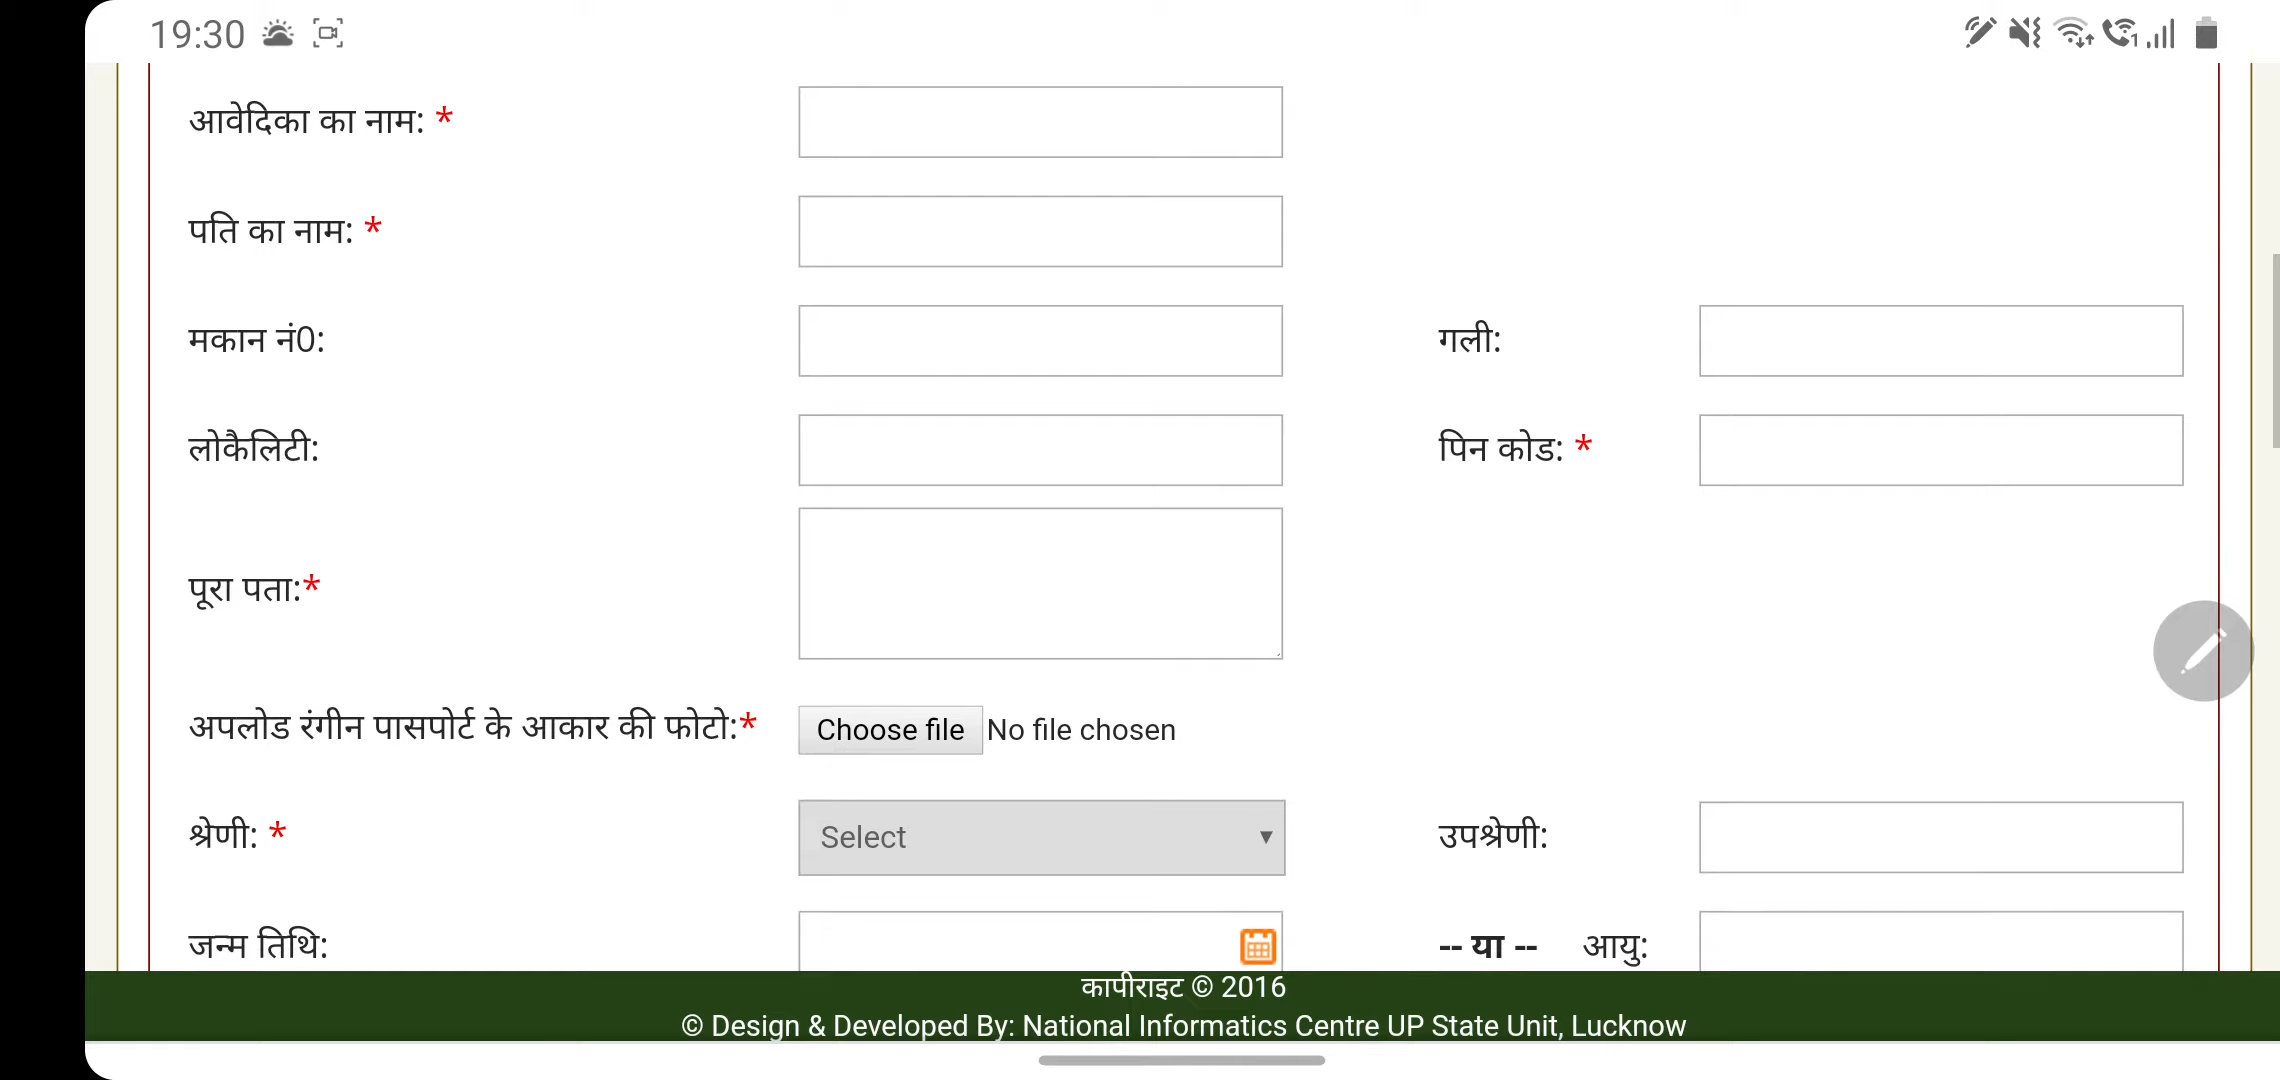 19:30
आवेदिका का नाम: *
पति का नाम: *
मकान नं0:
गली:
लोकैलिटी:
पिन कोड: *
पूरा पता:*
अपलोड रंगीन पासपोर्ट के आकार की फोटो:* Choose file No file chosen
श्रेणी: * Select
उपश्रेणी:
जन्म तिथि:
-- या -- आयु:
कापीराइट © 2016
© Design & Developed By: National Informatics Centre UP State Unit, Lucknow